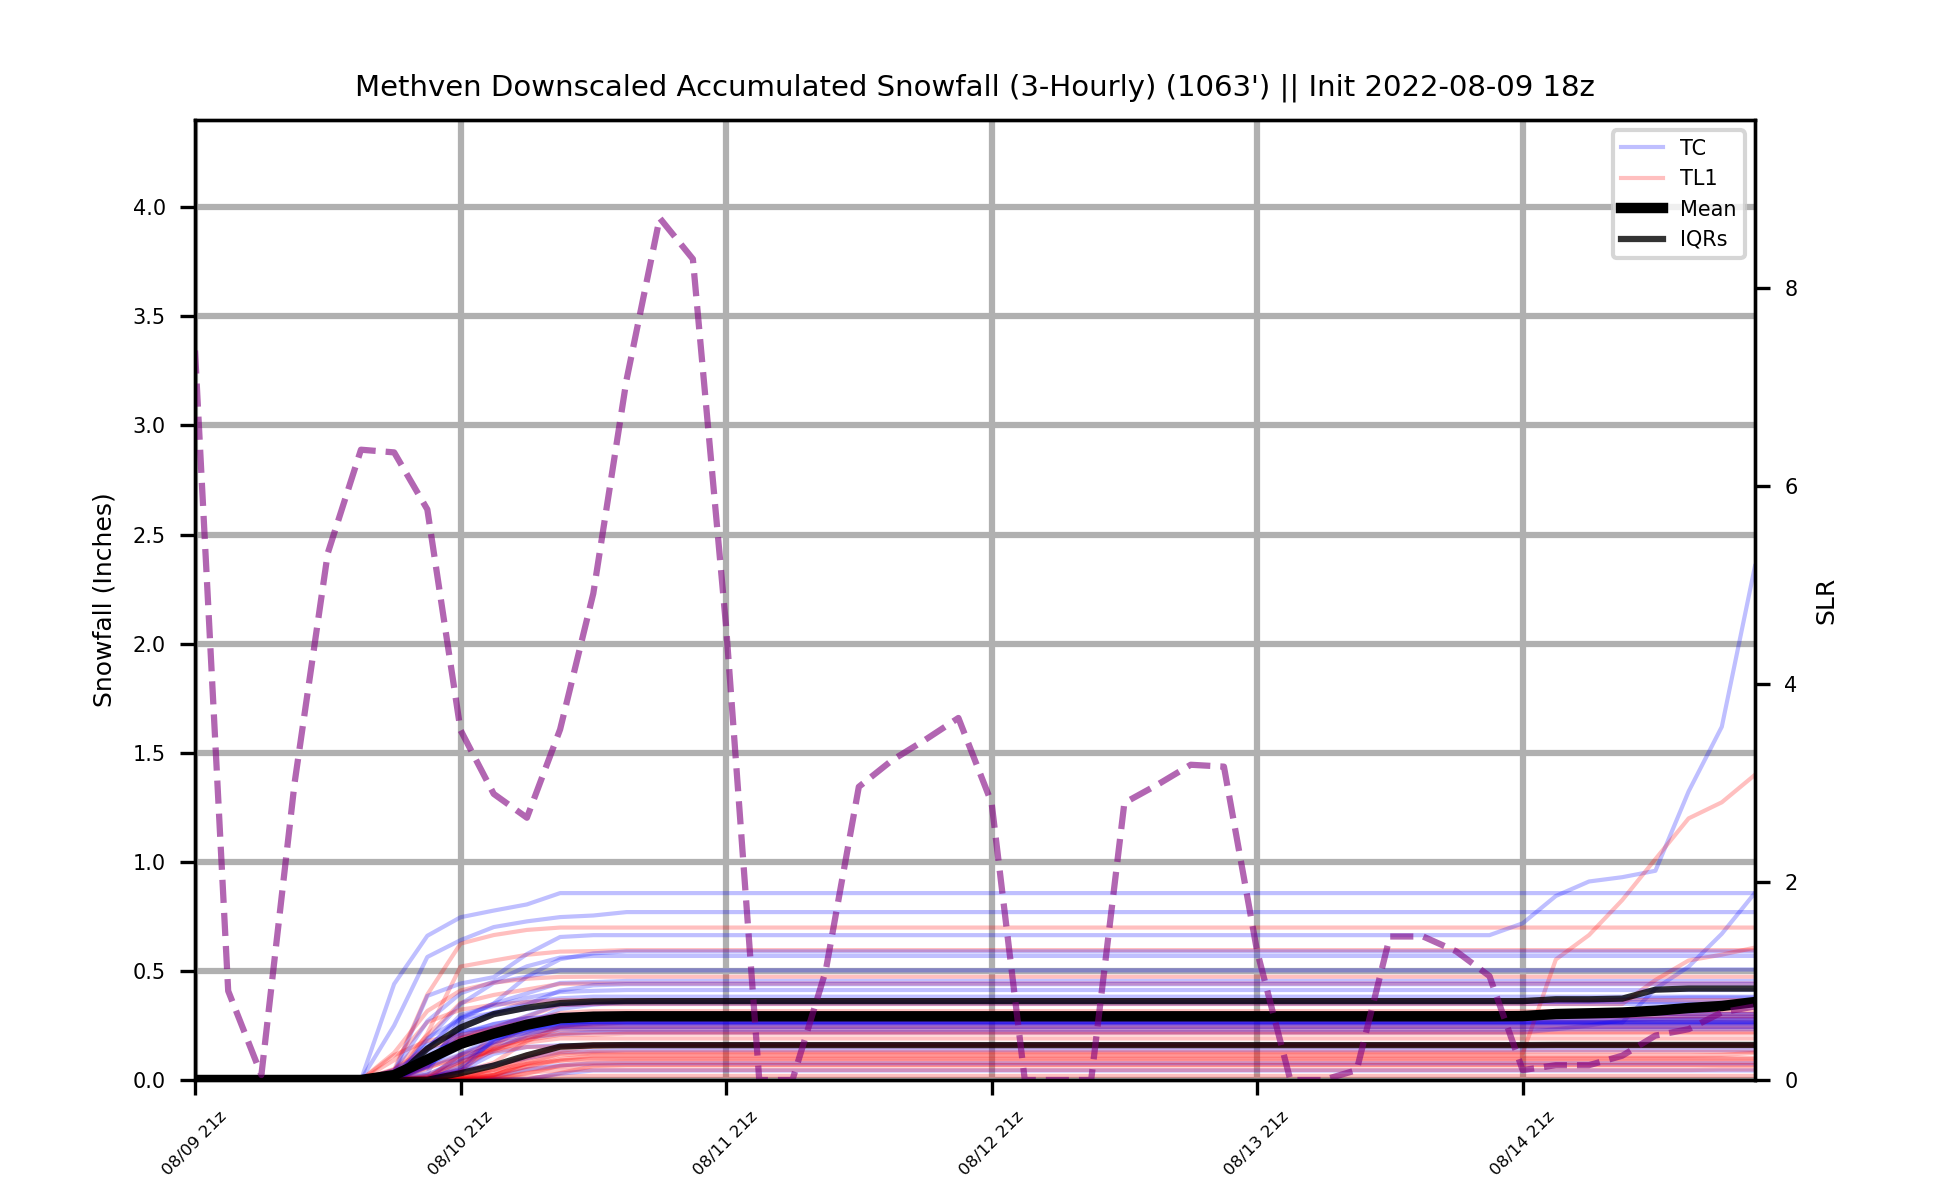 Methven Downscaled Accumulated Snowfall (3-Hourly) (1063') || Init 2022-08-09 18z
TC
TL1
Mean
IQRs
Snowfall (Inches)
4.0
3.5
3.0
2.5
2.0
1.5
1.0
0.5
0.0
SLR
8
6
4
2
0
08/09 21z
08/10 21z
08/11 21z
08/12 21z
08/13 21z
08/14 21z